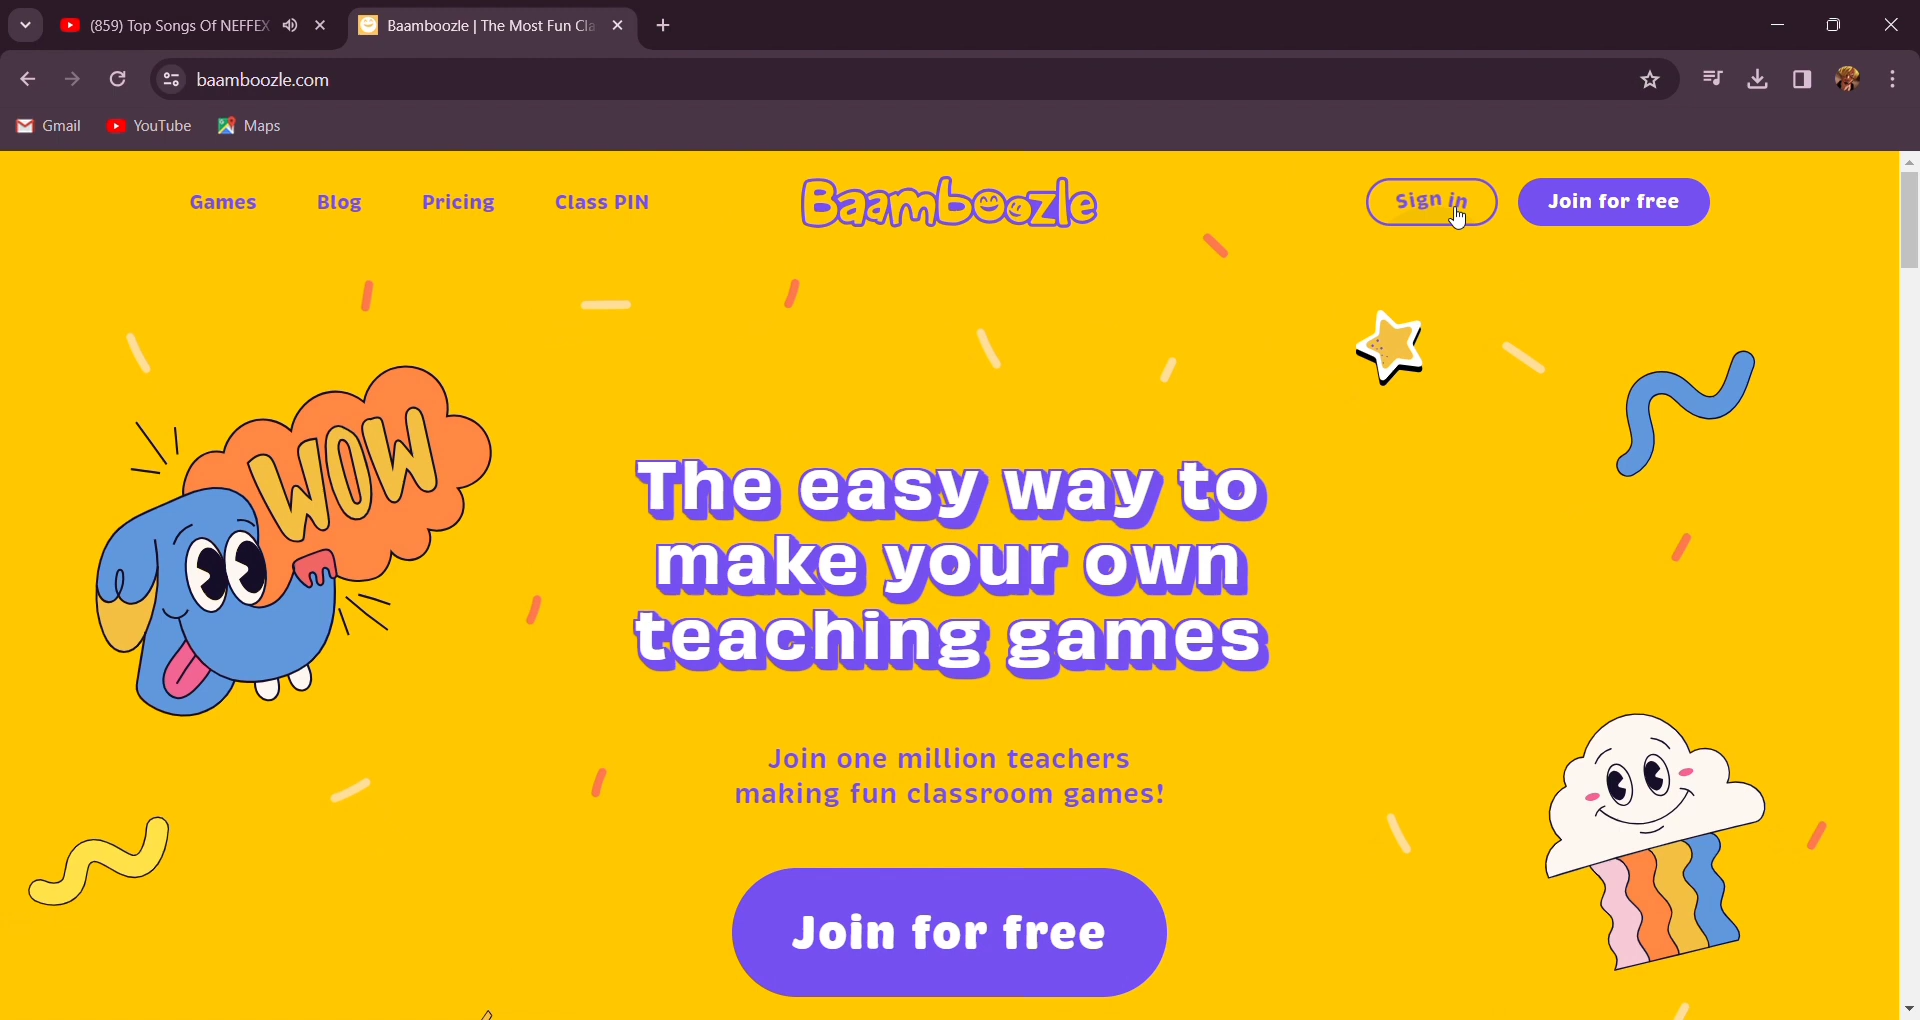 (859) Top Songs Of NEFFEX
Baamboozle | The Most Fun Cla
baamboozle.com
Gmail
YouTube
Maps
Games
Blog
Pricing
Class PIN
Baamboozle
Sign in
Join for free
WOW
The easy way to
make your own
teaching games
Join one million teachers
making fun classroom games!
Join for free